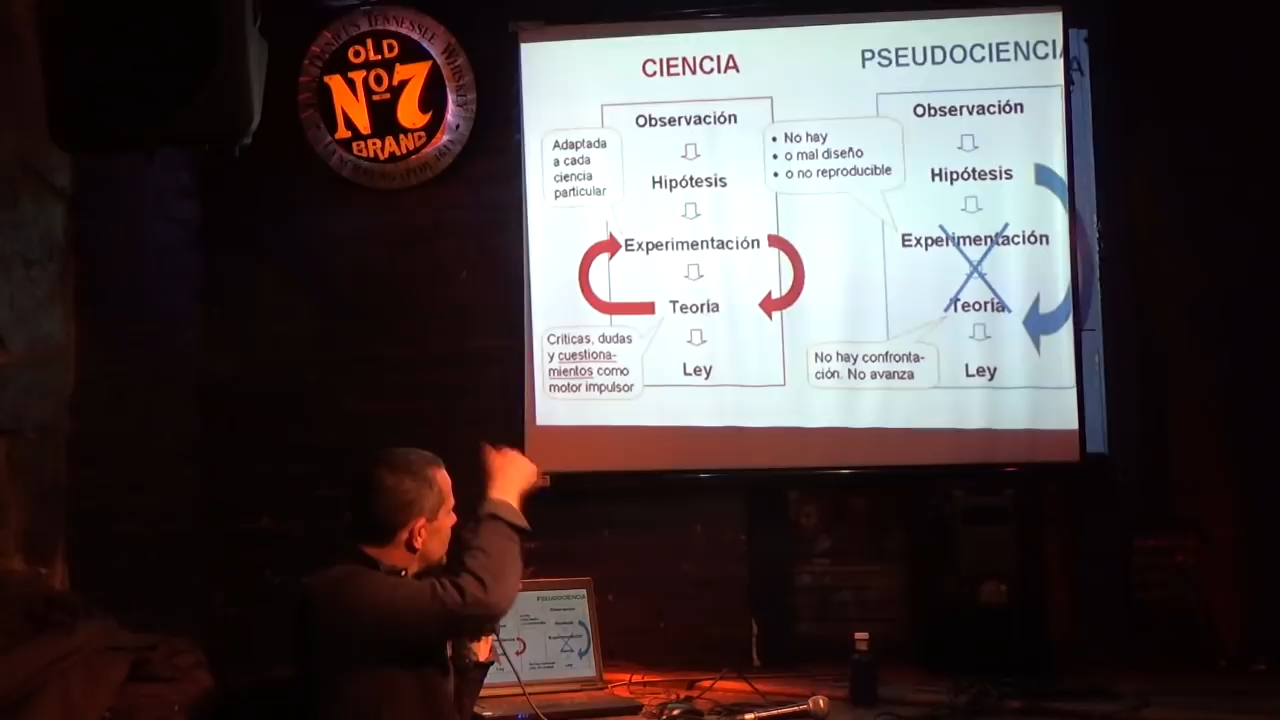 OLD
Nº7
BRAND
TENNESSEE WHISKEY
CIENCIA
Observación
Hipótesis
Experimentación
Teoría
Ley
Adaptada
a cada
ciencia
particular
Críticas, dudas
y cuestiona-
mientos como
motor impulsor
PSEUDOCIENCIA
Observación
Hipótesis
Experimentación
Teoría
Ley
• No hay
• o mal diseño
• o no reproducible
No hay confronta-
ción. No avanza
PSEUDOCIENCIA